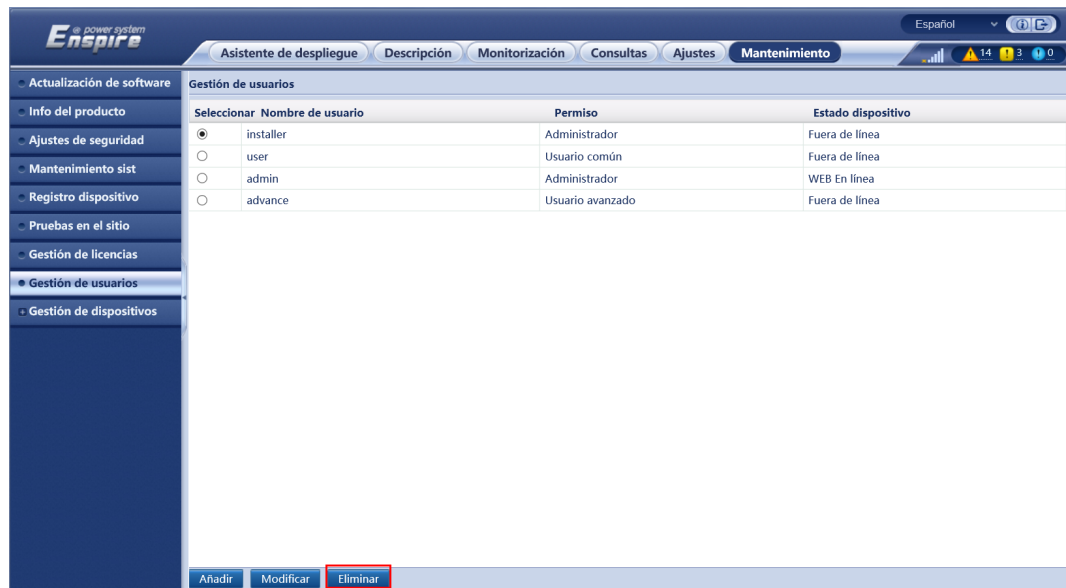 Español
@ power system
Enspire
Asistente de despliegue Descripción Monitorización Consultas Ajustes Mantenimiento
14 3 0
Actualización de software
Info del producto
Ajustes de seguridad
Mantenimiento sist
Registro dispositivo
Pruebas en el sitio
Gestión de licencias
Gestión de usuarios
Gestión de dispositivos
Gestión de usuarios
Seleccionar Nombre de usuario Permiso Estado dispositivo
installer Administrador Fuera de línea
user Usuario común Fuera de línea
admin Administrador WEB En línea
advance Usuario avanzado Fuera de línea
Añadir Modificar Eliminar